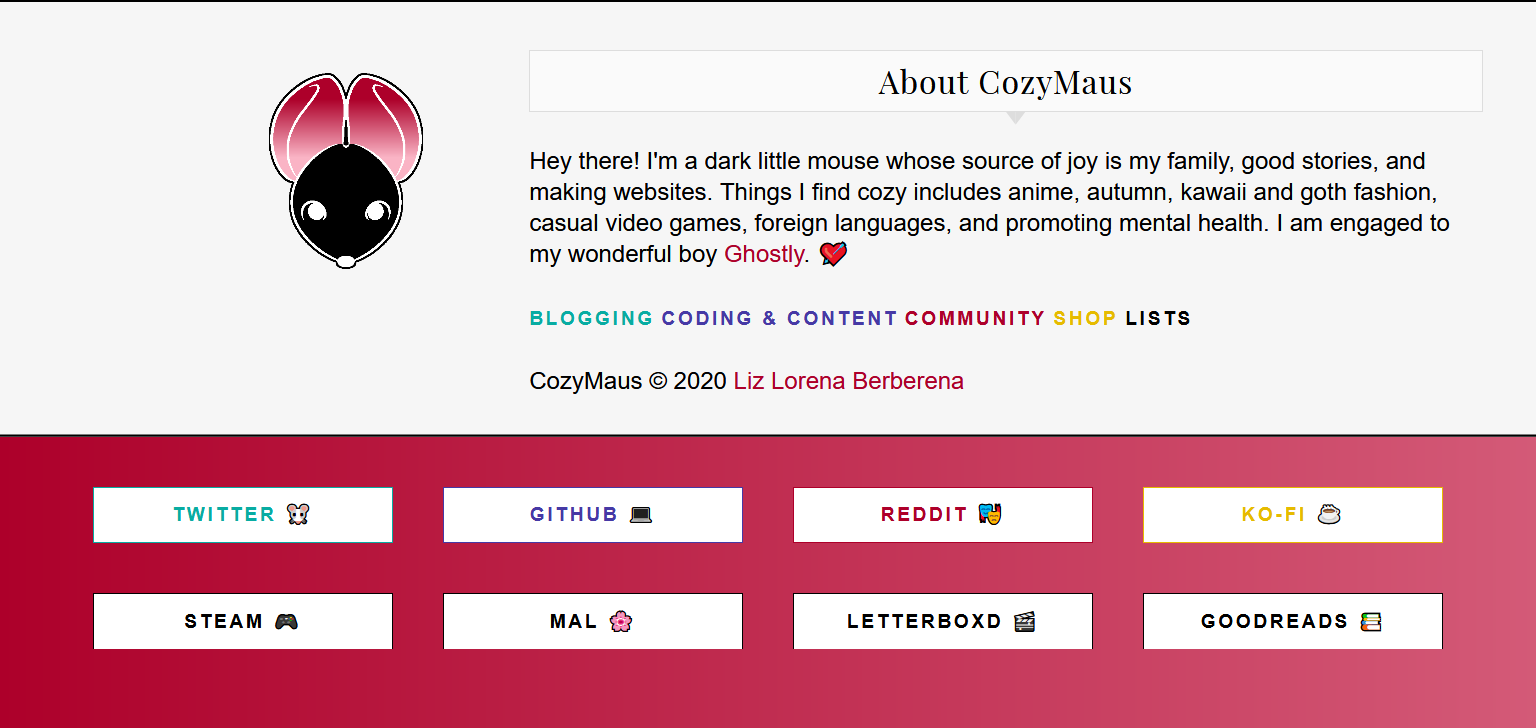 About CozyMaus
Hey there! I'm a dark little mouse whose source of joy is my family, good stories, and
making websites. Things I find cozy includes anime, autumn, kawaii and goth fashion,
casual video games, foreign languages, and promoting mental health. I am engaged to
my wonderful boy Ghostly. 💘
BLOGGING CODING & CONTENT COMMUNITY SHOP LISTS
CozyMaus © 2020 Liz Lorena Berberena
TWITTER 🐭 GITHUB 💻 REDDIT 🎭 KO-FI ☕
STEAM 🎮 MAL 🌸 LETTERBOXD 🎬 GOODREADS 📚